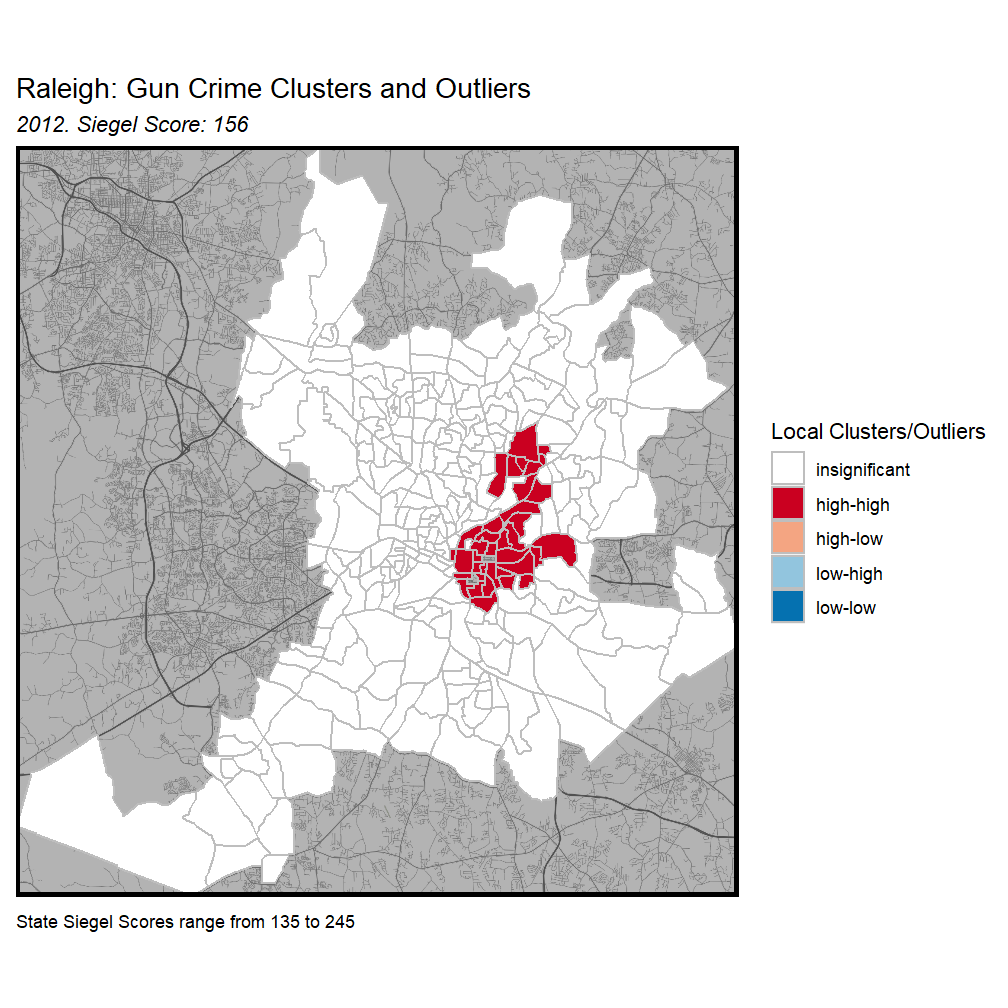 Raleigh: Gun Crime Clusters and Outliers
2012. Siegel Score: 156
Local Clusters/Outliers
insignificant
high-high
high-low
low-high
low-low
State Siegel Scores range from 135 to 245